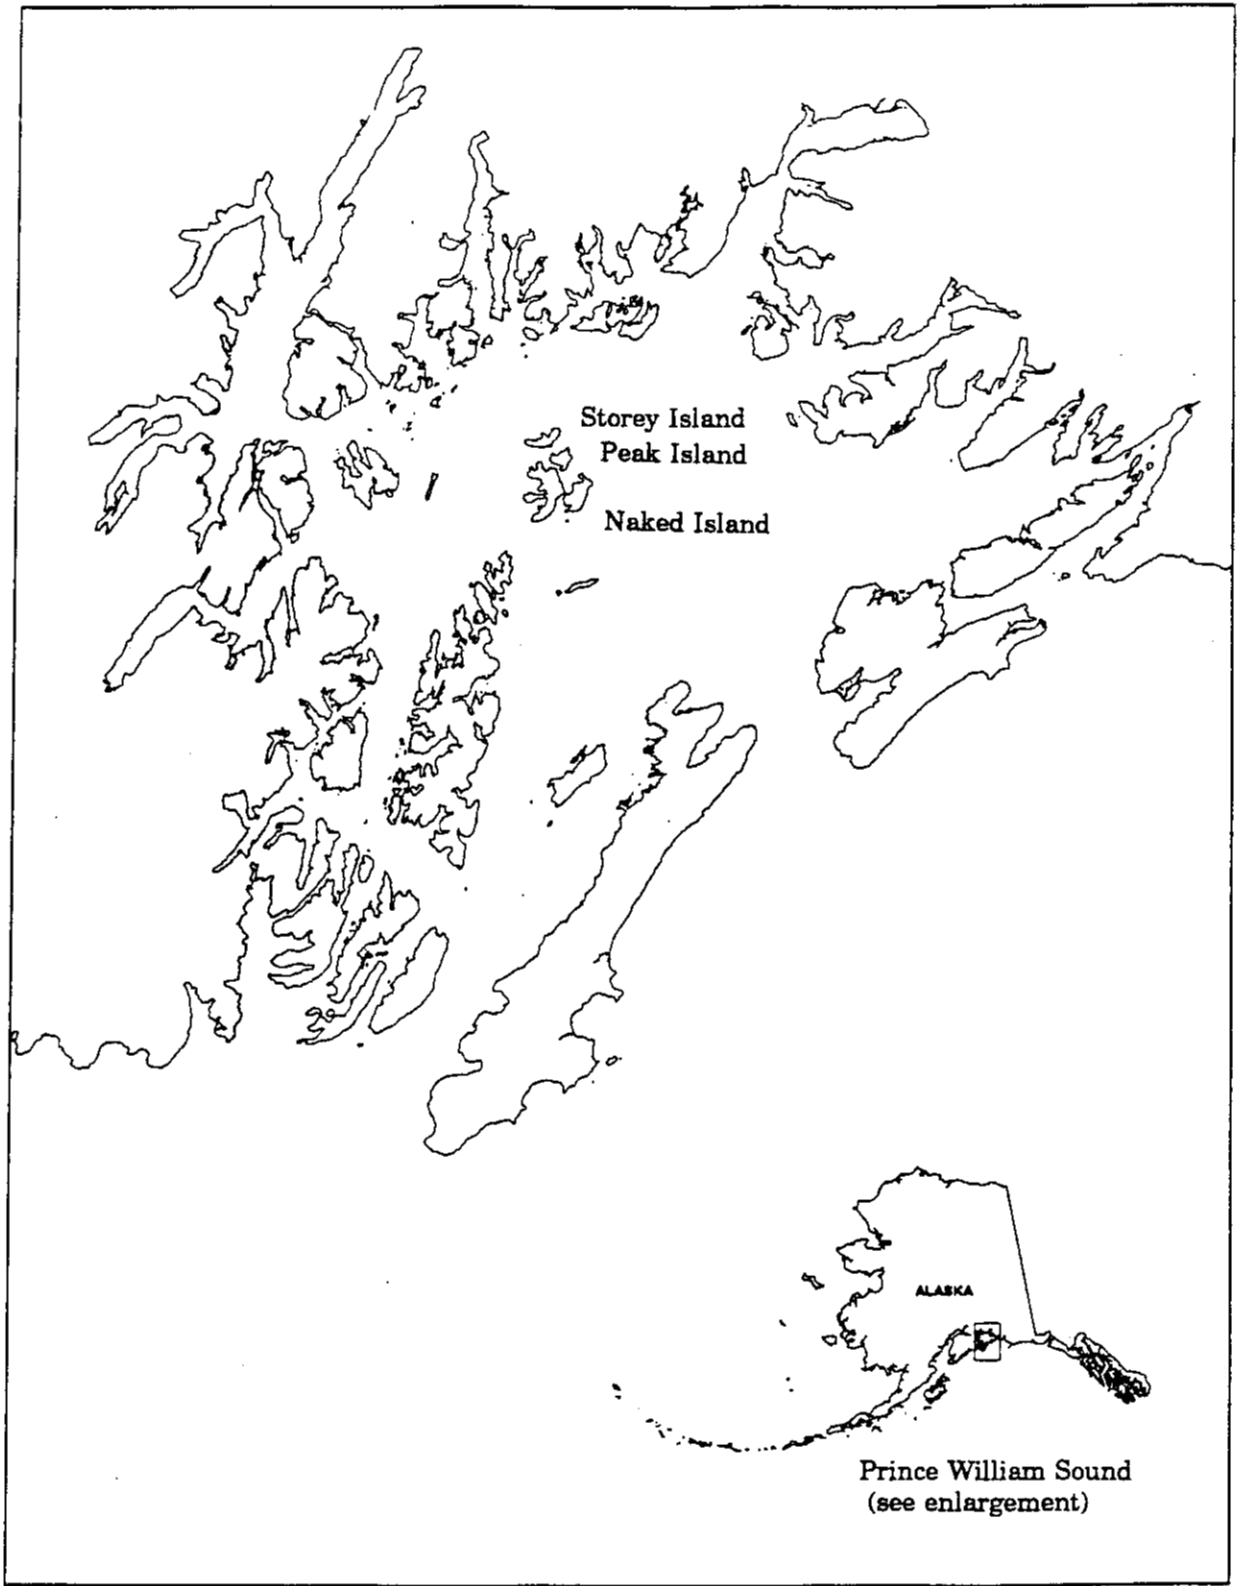 Storey Island
Peak Island
Naked Island
ALASKA
Prince William Sound
(see enlargement)